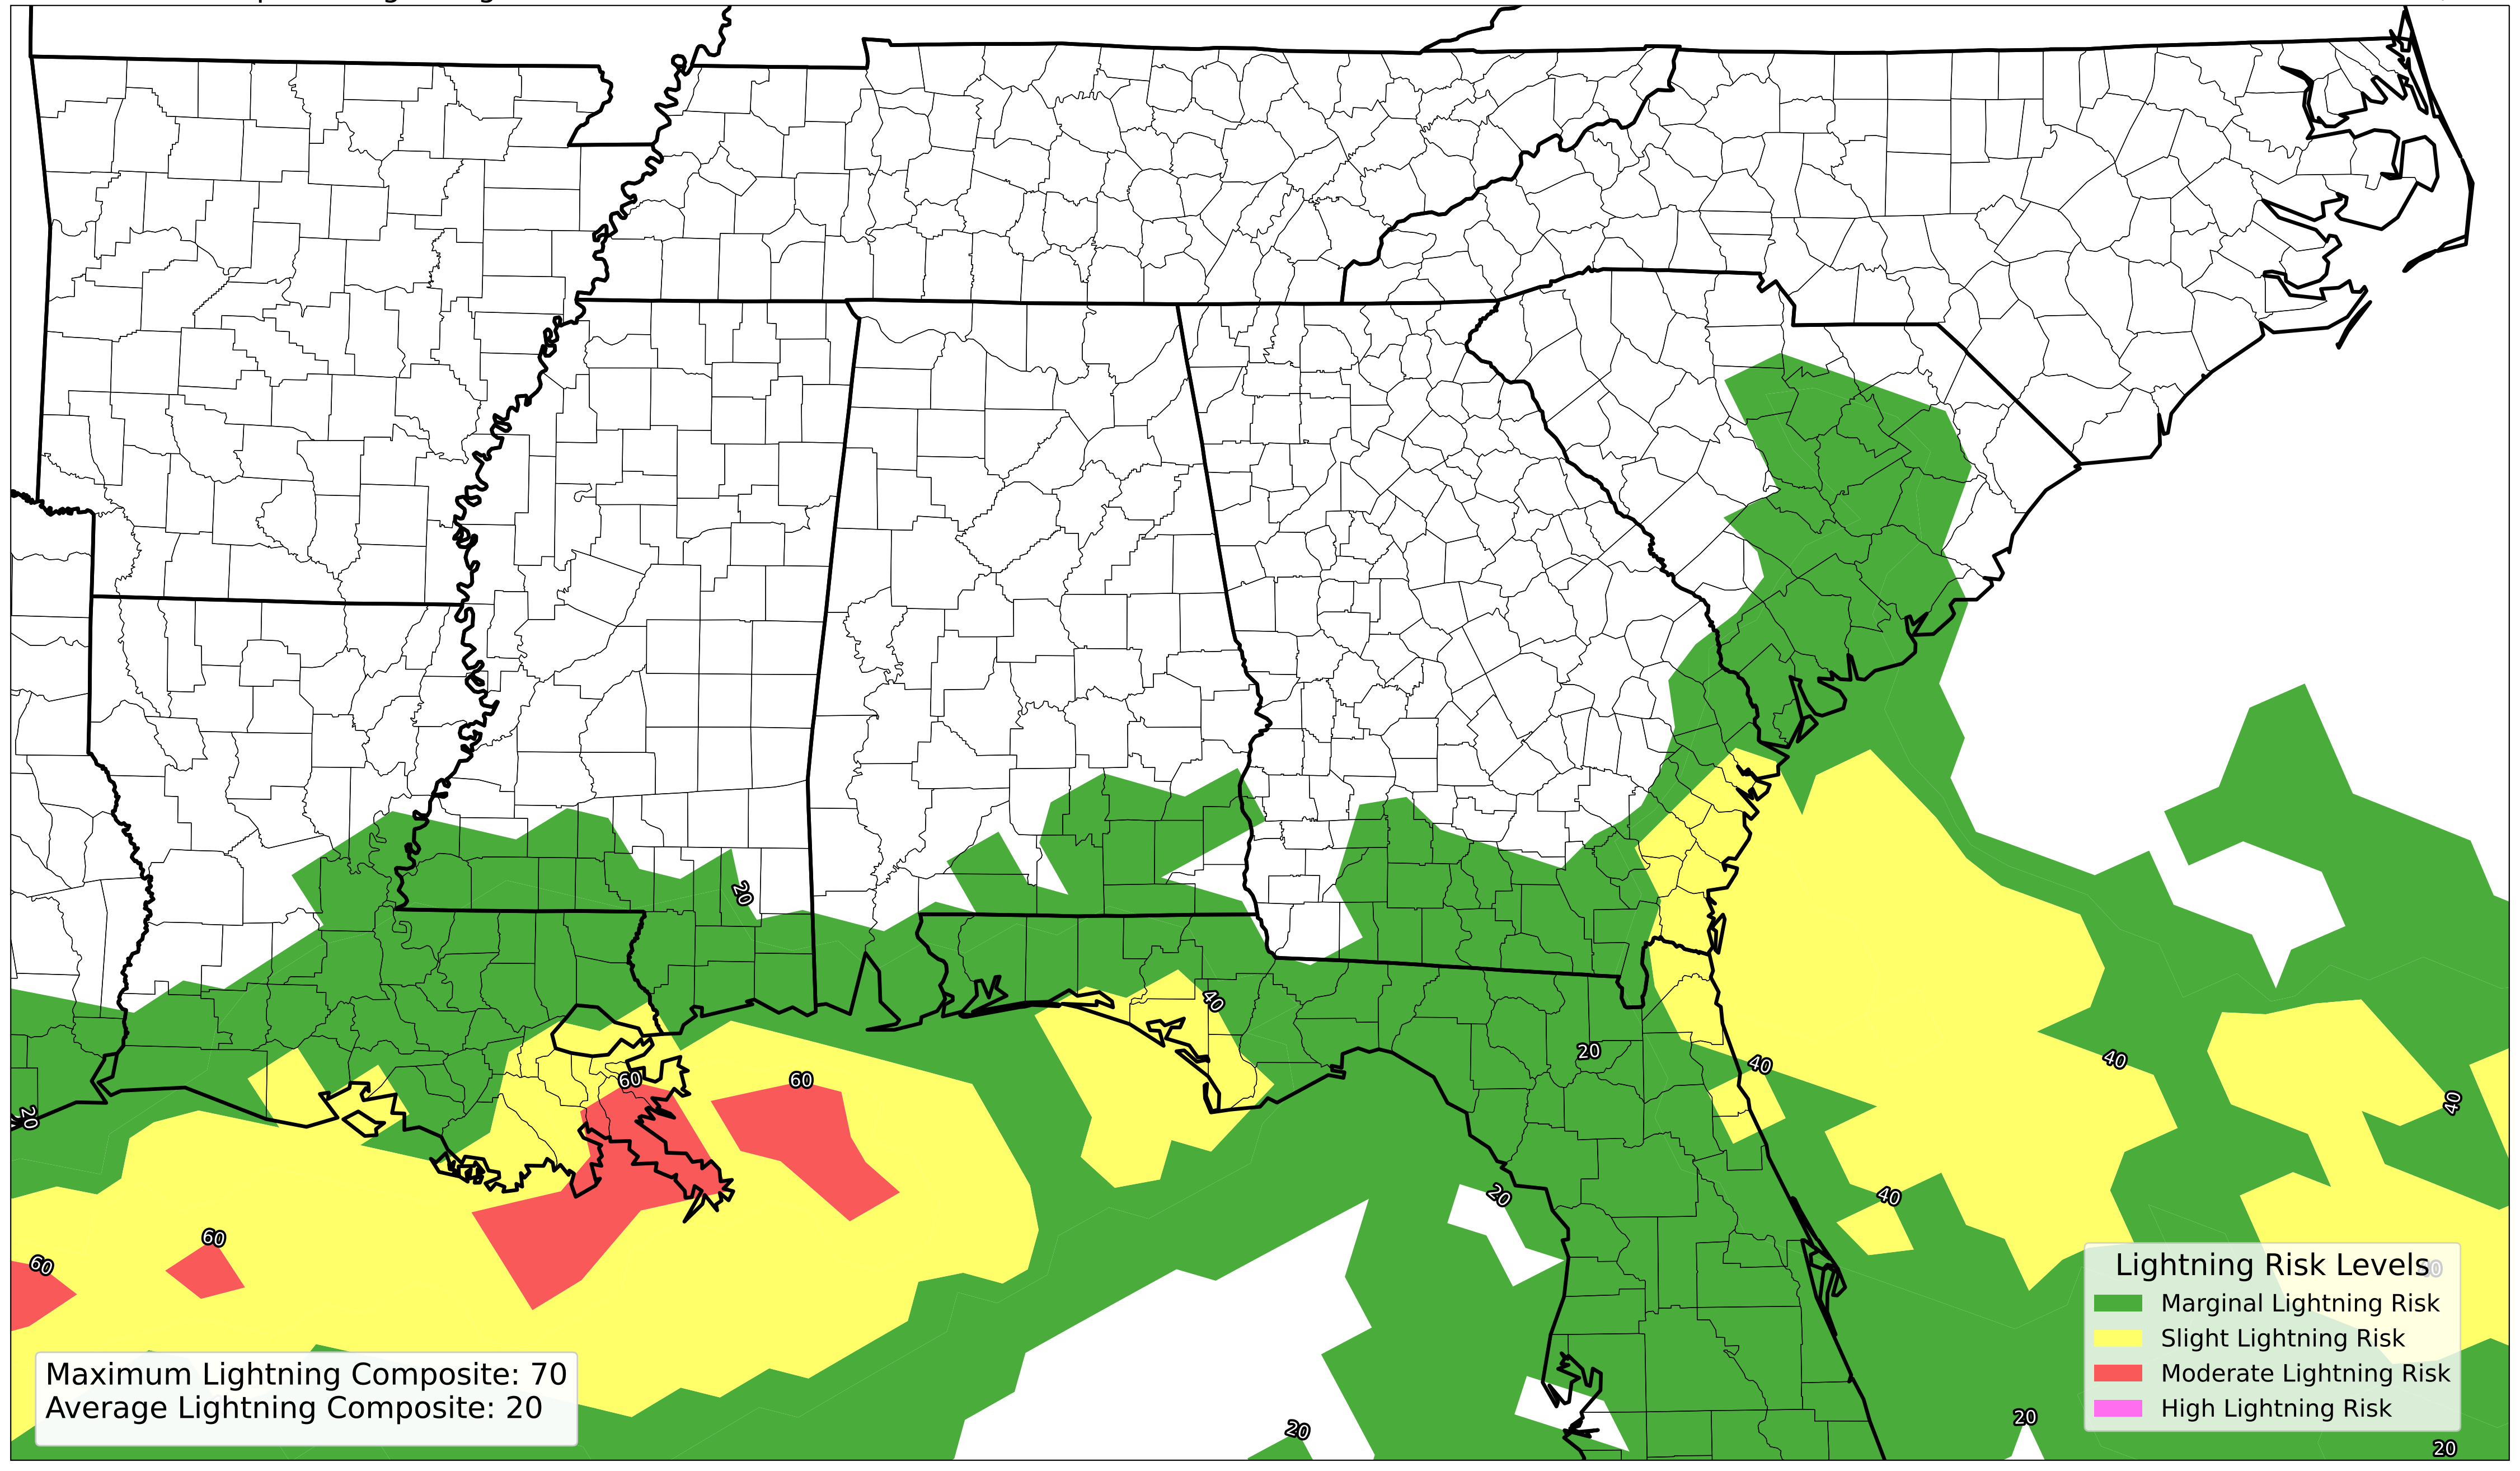 20
40
60
60
20
40
40
40
20
20
40
60
60
Lightning Risk Levels
Marginal Lightning Risk
Slight Lightning Risk
Moderate Lightning Risk
High Lightning Risk
Maximum Lightning Composite: 70
Average Lightning Composite: 20
20
20
20